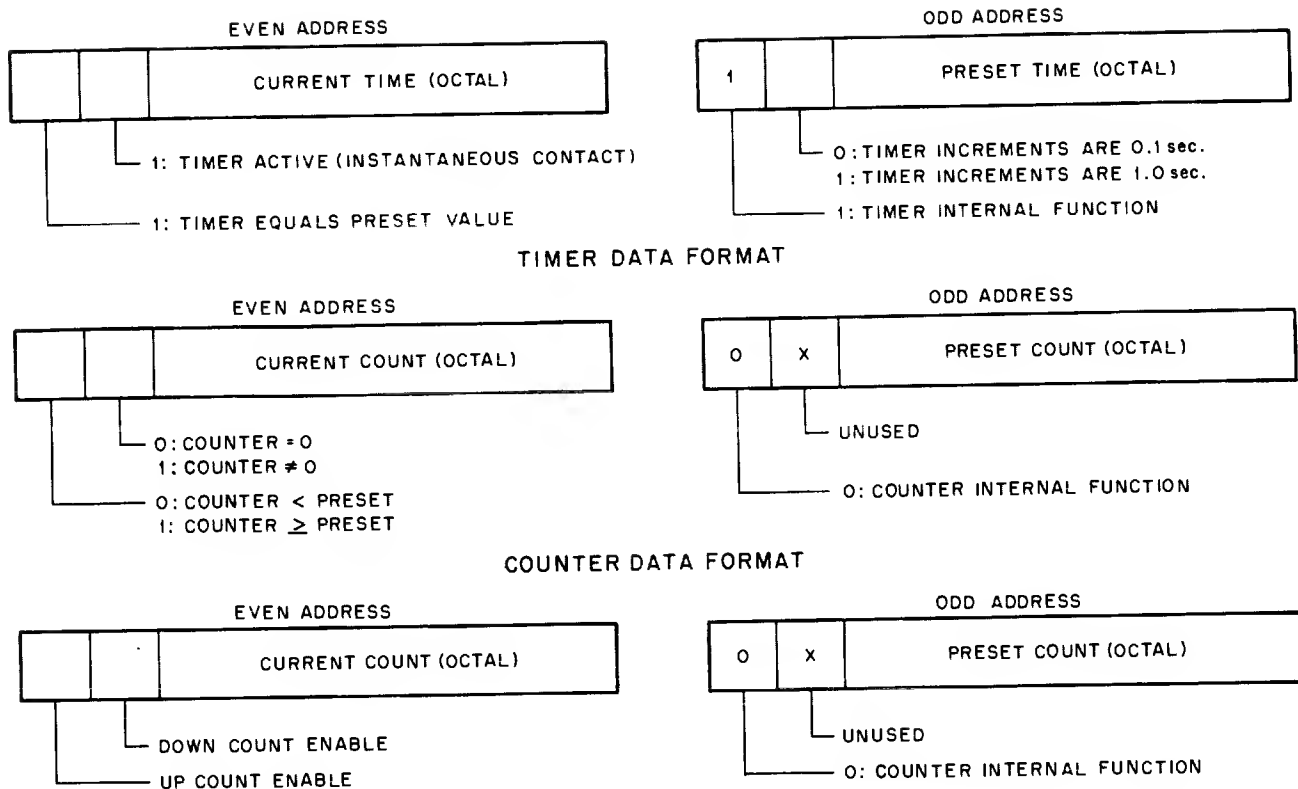 EVEN ADDRESS
CURRENT TIME (OCTAL)
1: TIMER ACTIVE (INSTANTANEOUS CONTACT)
1: TIMER EQUALS PRESET VALUE
ODD ADDRESS
1
PRESET TIME (OCTAL)
0: TIMER INCREMENTS ARE 0.1 sec.
1: TIMER INCREMENTS ARE 1.0 sec.
1: TIMER INTERNAL FUNCTION
TIMER DATA FORMAT
EVEN ADDRESS
CURRENT COUNT (OCTAL)
0: COUNTER = 0
1: COUNTER ≠ 0
0: COUNTER < PRESET
1: COUNTER ≥ PRESET
ODD ADDRESS
0 X PRESET COUNT (OCTAL)
UNUSED
0: COUNTER INTERNAL FUNCTION
COUNTER DATA FORMAT
EVEN ADDRESS
CURRENT COUNT (OCTAL)
DOWN COUNT ENABLE
UP COUNT ENABLE
ODD ADDRESS
0 X PRESET COUNT (OCTAL)
UNUSED
0: COUNTER INTERNAL FUNCTION